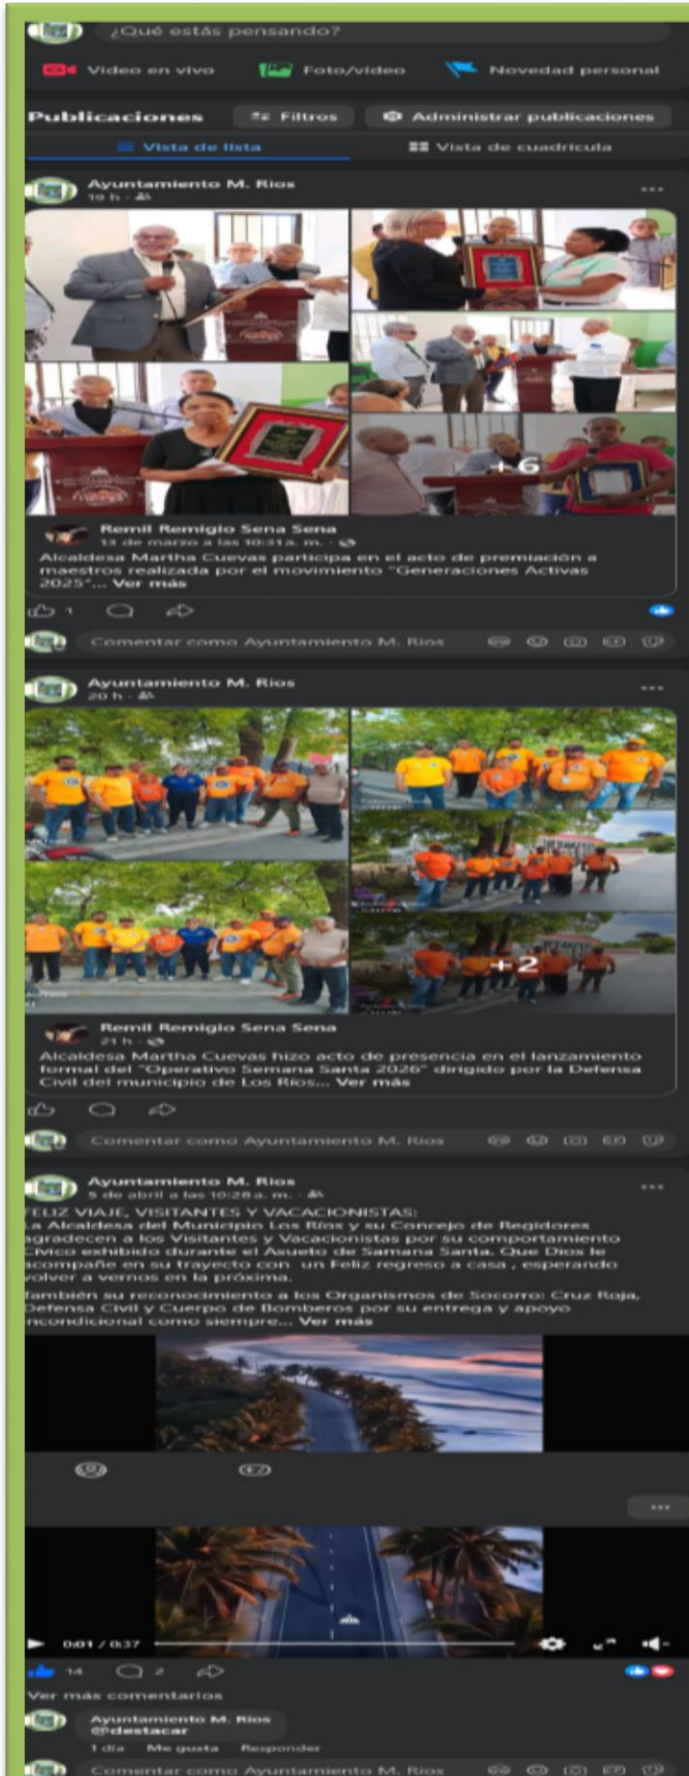 ¿Qué estás pensando?
Video en vivo
Foto/video
Novedad personal
Publicaciones
Filtros
Administrar publicaciones
Vista de lista
Vista de cuadrícula
Ayuntamiento M. Rios
19 h
+6
Remil Remigio Sena Sena
13 de marzo a las 10:31 a. m.
Alcaldesa Martha Cuevas participa en el acto de premiación a
maestros realizada por el movimiento "Generaciones Activas
2025"... Ver más
1
Comentar como Ayuntamiento M. Rios
Ayuntamiento M. Rios
20 h
+2
Remil Remigio Sena Sena
21 h
Alcaldesa Martha Cuevas hizo acto de presencia en el lanzamiento
formal del "Operativo Semana Santa 2026" dirigido por la Defensa
Civil del municipio de Los Ríos... Ver más
Comentar como Ayuntamiento M. Rios
Ayuntamiento M. Rios
5 de abril a las 10:28 a. m.
FELIZ VIAJE, VISITANTES Y VACACIONISTAS:
La Alcaldesa del Municipio Los Ríos y su Concejo de Regidores
agradecen a los Visitantes y Vacacionistas por su comportamiento
Cívico exhibido durante el Asueto de Samana Santa. Que Dios le
acompañe en su trayecto con un Feliz regreso a casa , esperando
volver a vernos en la próxima.
También su reconocimiento a los Organismos de Socorro: Cruz Roja,
Defensa Civil y Cuerpo de Bomberos por su entrega y apoyo
incondicional como siempre... Ver más
0:01 / 0:37
14
2
Ver más comentarios
Ayuntamiento M. Rios
@destacar
1 día Me gusta Responder
Comentar como Ayuntamiento M. Rios